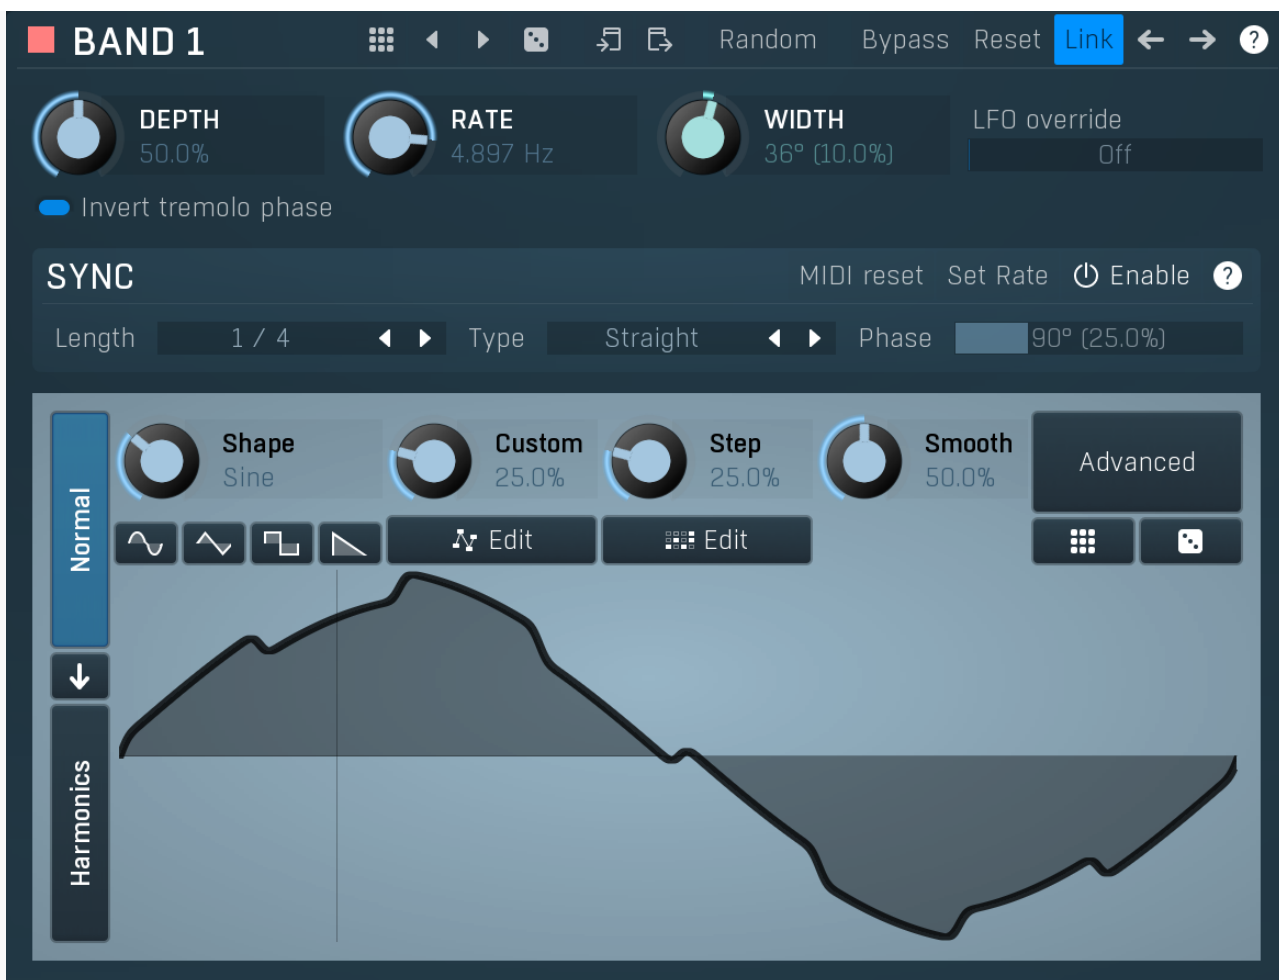 BAND 1 Random Bypass Reset Link ?
DEPTH
50.0%
RATE
4.897 Hz
WIDTH
36° (10.0%)
LFO override
Off
Invert tremolo phase
SYNC MIDI reset Set Rate Enable ?
Length 1 / 4 Type Straight Phase 90° (25.0%)
Normal
Shape
Sine
Custom
25.0%
Step
25.0%
Smooth
50.0%
Advanced
Edit Edit
Harmonics